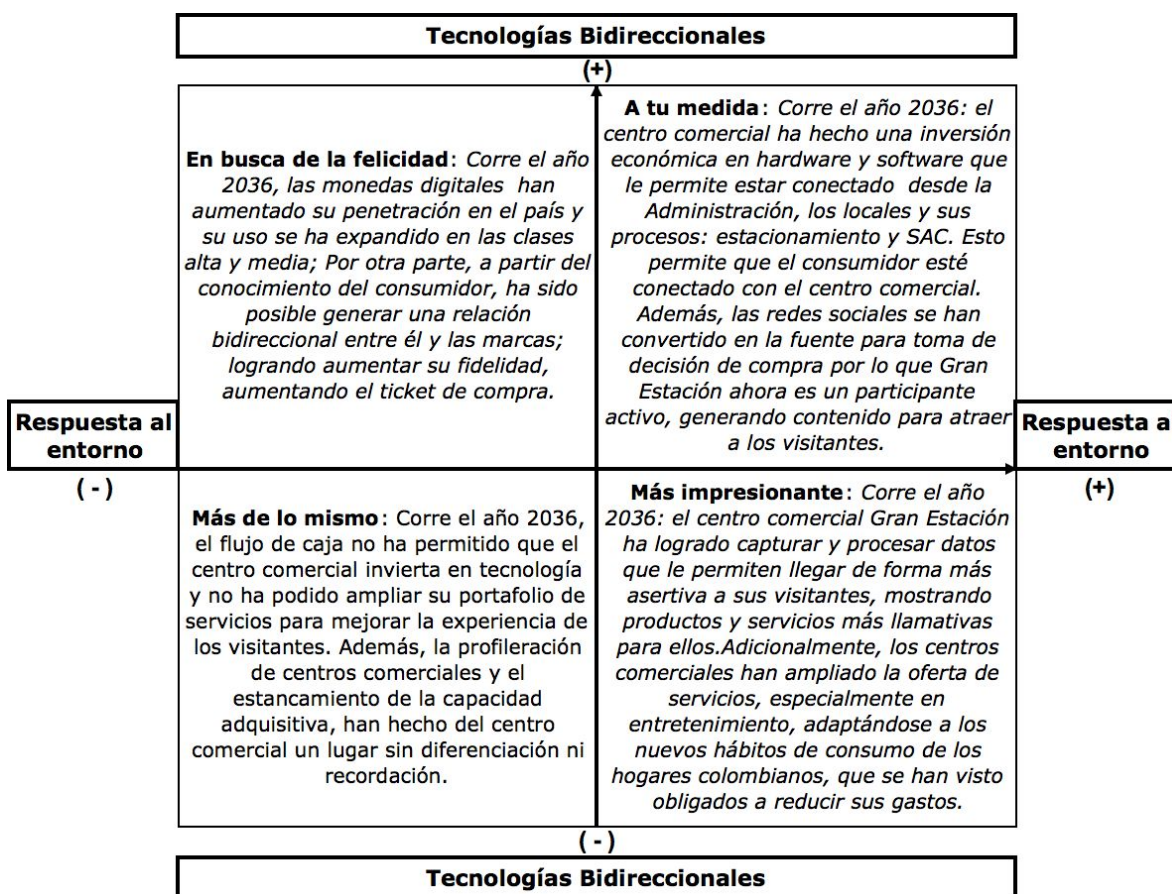 Tecnologías Bidireccionales
(+)
En busca de la felicidad: Corre el año
2036, las monedas digitales han
aumentado su penetración en el país y
su uso se ha expandido en las clases
alta y media; Por otra parte, a partir del
conocimiento del consumidor, ha sido
posible generar una relación
bidireccional entre él y las marcas;
logrando aumentar su fidelidad,
aumentando el ticket de compra.
A tu medida: Corre el año 2036: el
centro comercial ha hecho una inversión
económica en hardware y software que
le permite estar conectado desde la
Administración, los locales y sus
procesos: estacionamiento y SAC. Esto
permite que el consumidor esté
conectado con el centro comercial.
Además, las redes sociales se han
convertido en la fuente para toma de
decisión de compra por lo que Gran
Estación ahora es un participante
activo, generando contenido para atraer
a los visitantes.
Respuesta al
entorno
( - )
Respuesta a
entorno
(+)
Más de lo mismo: Corre el año 2036,
el flujo de caja no ha permitido que el
centro comercial invierta en tecnología
y no ha podido ampliar su portafolio de
servicios para mejorar la experiencia de
los visitantes. Además, la profileración
de centros comerciales y el
estancamiento de la capacidad
adquisitiva, han hecho del centro
comercial un lugar sin diferenciación ni
recordación.
Más impresionante: Corre el año
2036: el centro comercial Gran Estación
ha logrado capturar y procesar datos
que le permiten llegar de forma más
asertiva a sus visitantes, mostrando
productos y servicios más llamativas
para ellos.Adicionalmente, los centros
comerciales han ampliado la oferta de
servicios, especialmente en
entretenimiento, adaptándose a los
nuevos hábitos de consumo de los
hogares colombianos, que se han visto
obligados a reducir sus gastos.
( - )
Tecnologías Bidireccionales